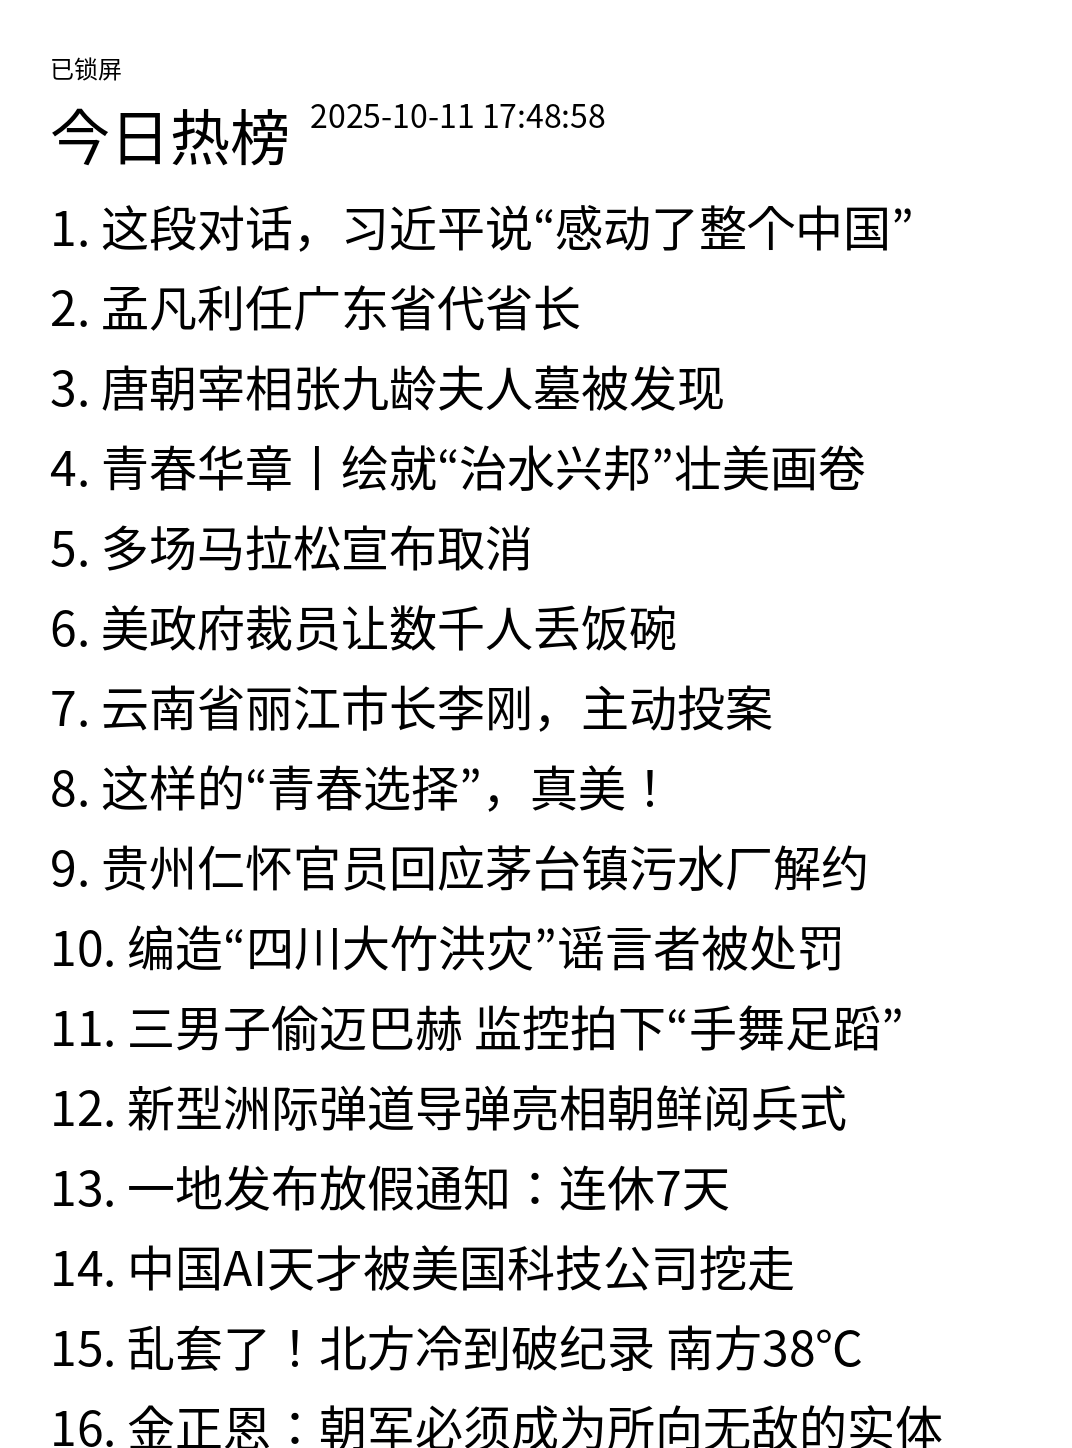 已锁屏
今日热榜 2025-10-11 17:48:58
1. 这段对话，习近平说“感动了整个中国”
2. 孟凡利任广东省代省长
3. 唐朝宰相张九龄夫人墓被发现
4. 青春华章丨绘就“治水兴邦”壮美画卷
5. 多场马拉松宣布取消
6. 美政府裁员让数千人丢饭碗
7. 云南省丽江市长李刚，主动投案
8. 这样的“青春选择”，真美！
9. 贵州仁怀官员回应茅台镇污水厂解约
10. 编造“四川大竹洪灾”谣言者被处罚
11. 三男子偷迈巴赫 监控拍下“手舞足蹈”
12. 新型洲际弹道导弹亮相朝鲜阅兵式
13. 一地发布放假通知：连休7天
14. 中国AI天才被美国科技公司挖走
15. 乱套了！北方冷到破纪录 南方38℃
16. 金正恩：朝军必须成为所向无敌的实体